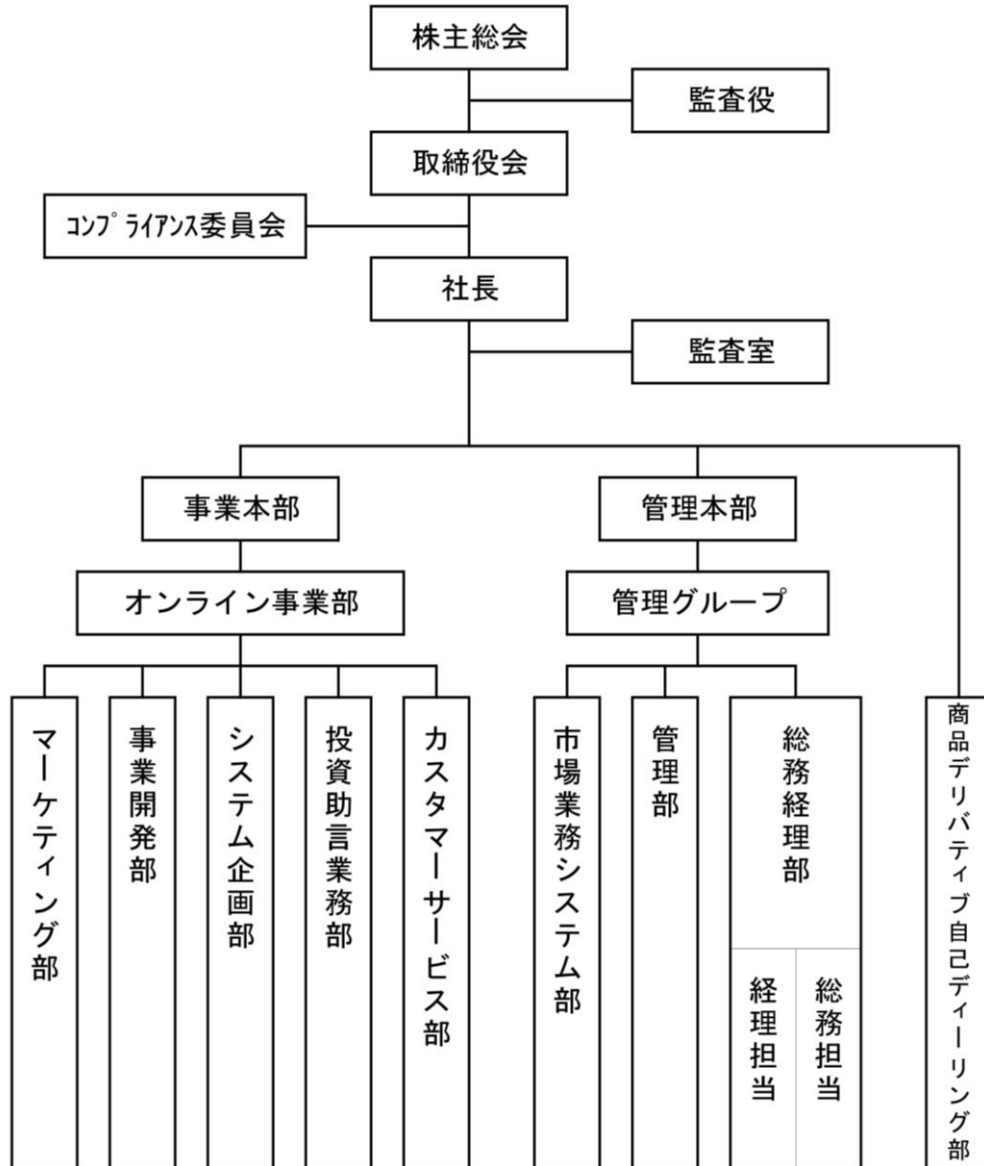 株主総会
監査役
取締役会
ｺﾝﾌﾟﾗｲｱﾝｽ委員会
社長
監査室
事業本部
管理本部
オンライン事業部
管理グループ
マーケティング部
事業開発部
システム企画部
投資助言業務部
カスタマーサービス部
市場業務システム部
管理部
総務経理部
経理担当
総務担当
商品デリバティブ自己ディーリング部